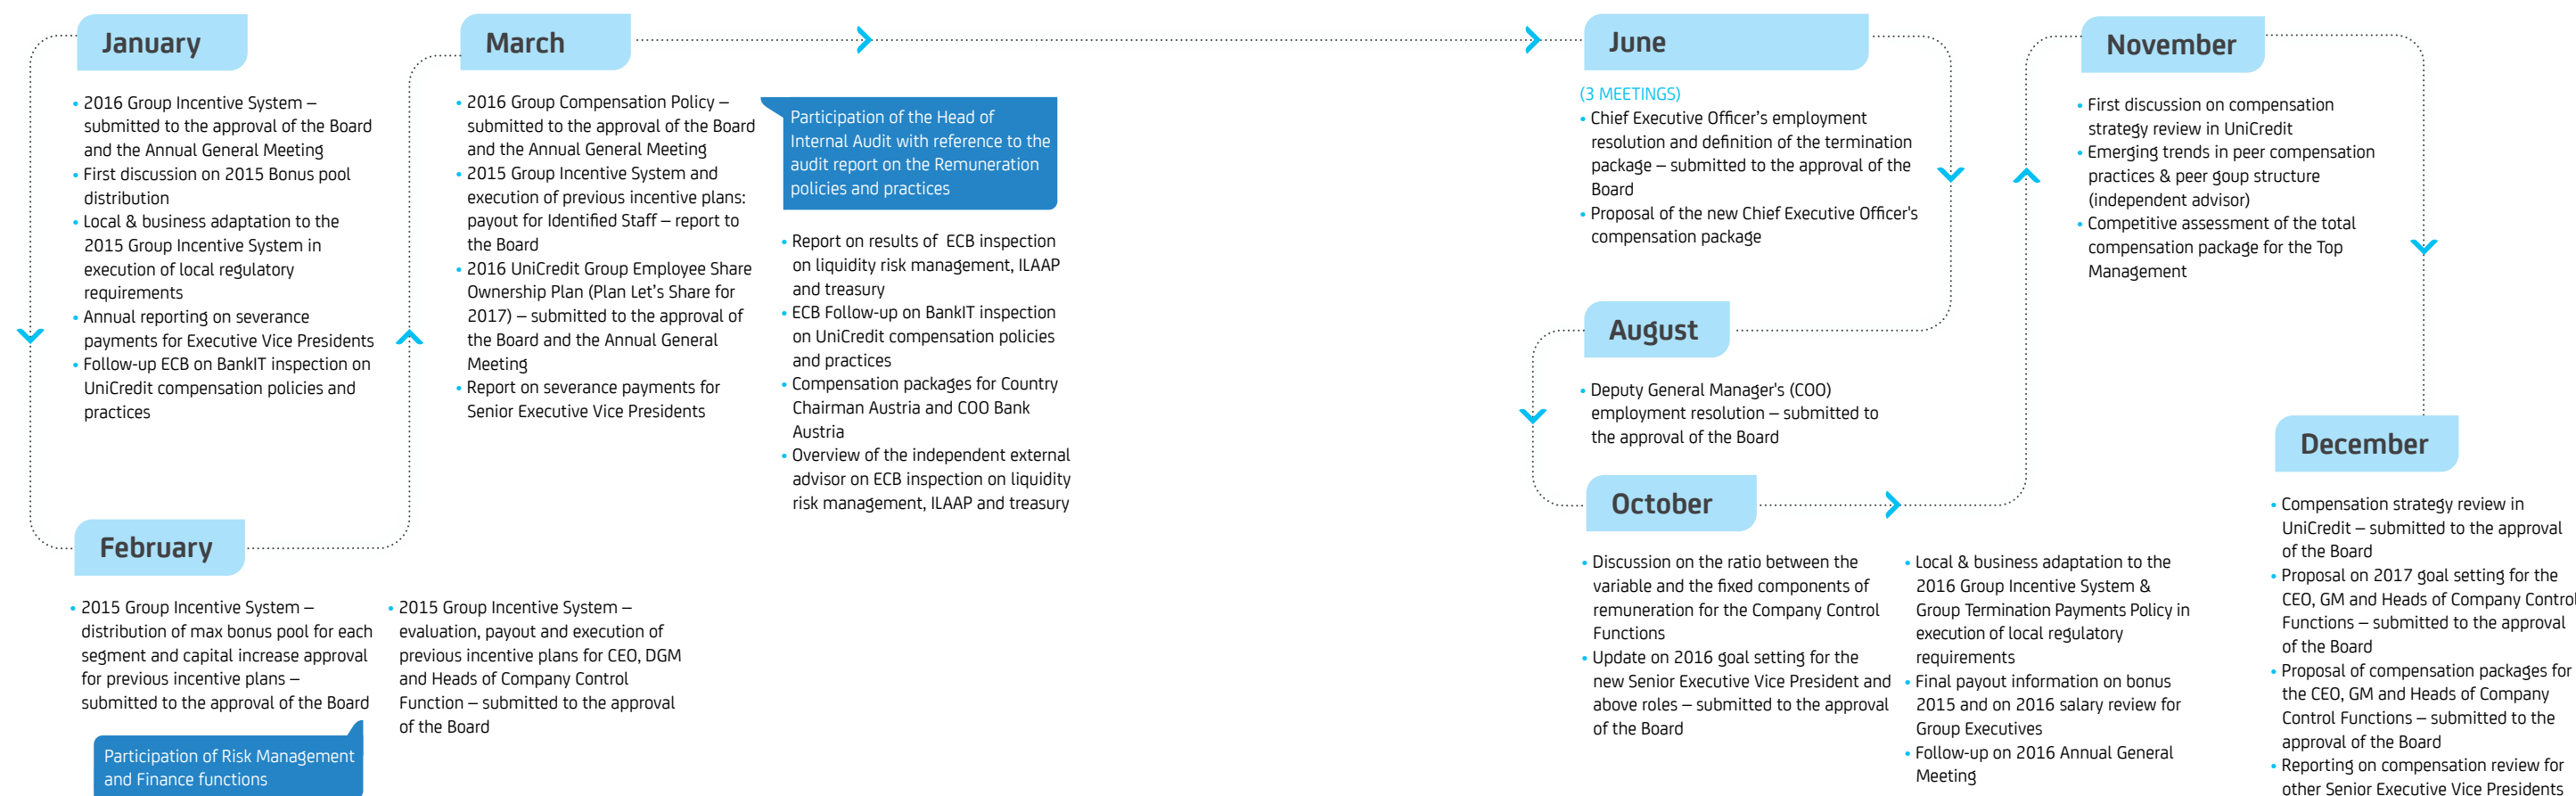 January
• 2016 Group Incentive System –
submitted to the approval of the Board
and the Annual General Meeting
• First discussion on 2015 Bonus pool
distribution
• Local & business adaptation to the
2015 Group Incentive System in
execution of local regulatory
requirements
• Annual reporting on severance
payments for Executive Vice Presidents
• Follow-up ECB on BankIT inspection on
UniCredit compensation policies and
practices
February
• 2015 Group Incentive System –
distribution of max bonus pool for each
segment and capital increase approval
for previous incentive plans –
submitted to the approval of the Board
Participation of Risk Management
and Finance functions
• 2015 Group Incentive System –
evaluation, payout and execution of
previous incentive plans for CEO, DGM
and Heads of Company Control
Function – submitted to the approval
of the Board
March
• 2016 Group Compensation Policy –
submitted to the approval of the Board
and the Annual General Meeting
• 2015 Group Incentive System and
execution of previous incentive plans:
payout for Identified Staff – report to
the Board
• 2016 UniCredit Group Employee Share
Ownership Plan (Plan Let's Share for
2017) – submitted to the approval of
the Board and the Annual General
Meeting
• Report on severance payments for
Senior Executive Vice Presidents
Participation of the Head of
Internal Audit with reference to the
audit report on the Remuneration
policies and practices
• Report on results of ECB inspection
on liquidity risk management, ILAAP
and treasury
• ECB Follow-up on BankIT inspection
on UniCredit compensation policies
and practices
• Compensation packages for Country
Chairman Austria and COO Bank
Austria
• Overview of the independent external
advisor on ECB inspection on liquidity
risk management, ILAAP and treasury
June
(3 MEETINGS)
• Chief Executive Officer's employment
resolution and definition of the termination
package – submitted to the approval of the
Board
• Proposal of the new Chief Executive Officer's
compensation package
August
• Deputy General Manager's (COO)
employment resolution – submitted to
the approval of the Board
October
• Discussion on the ratio between the
variable and the fixed components of
remuneration for the Company Control
Functions
• Update on 2016 goal setting for the
new Senior Executive Vice President and
above roles – submitted to the approval
of the Board
• Local & business adaptation to the
2016 Group Incentive System &
Group Termination Payments Policy in
execution of local regulatory
requirements
• Final payout information on bonus
2015 and on 2016 salary review for
Group Executives
• Follow-up on 2016 Annual General
Meeting
November
• First discussion on compensation
strategy review in UniCredit
• Emerging trends in peer compensation
practices & peer goup structure
(independent advisor)
• Competitive assessment of the total
compensation package for the Top
Management
December
• Compensation strategy review in
UniCredit – submitted to the approval
of the Board
• Proposal on 2017 goal setting for the
CEO, GM and Heads of Company Control
Functions – submitted to the approval
of the Board
• Proposal of compensation packages for
the CEO, GM and Heads of Company
Control Functions – submitted to the
approval of the Board
• Reporting on compensation review for
other Senior Executive Vice Presidents